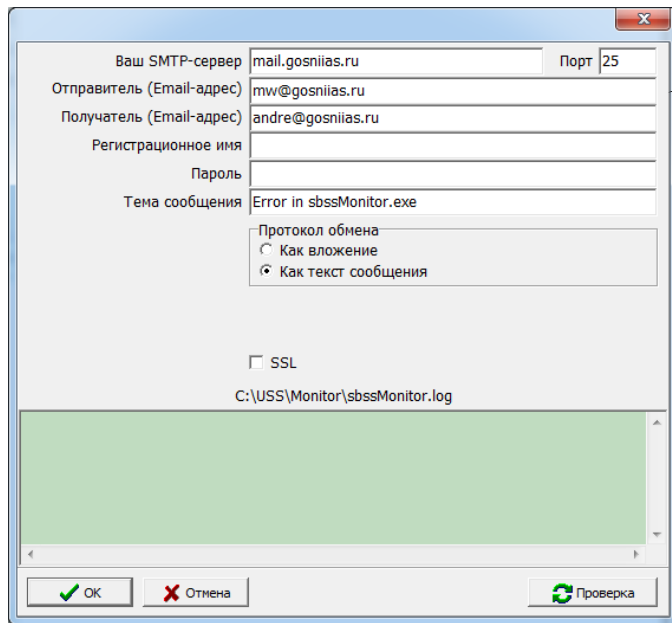 Ваш SMTP-сервер mail.gosniias.ru Порт 25
Отправитель (Email-адрес) mw@gosniias.ru
Получатель (Email-адрес) andre@gosniias.ru
Регистрационное имя
Пароль
Тема сообщения Error in sbssMonitor.exe
Протокол обмена
Как вложение
Как текст сообщения
SSL
C:\USS\Monitor\sbssMonitor.log
OK Отмена Проверка